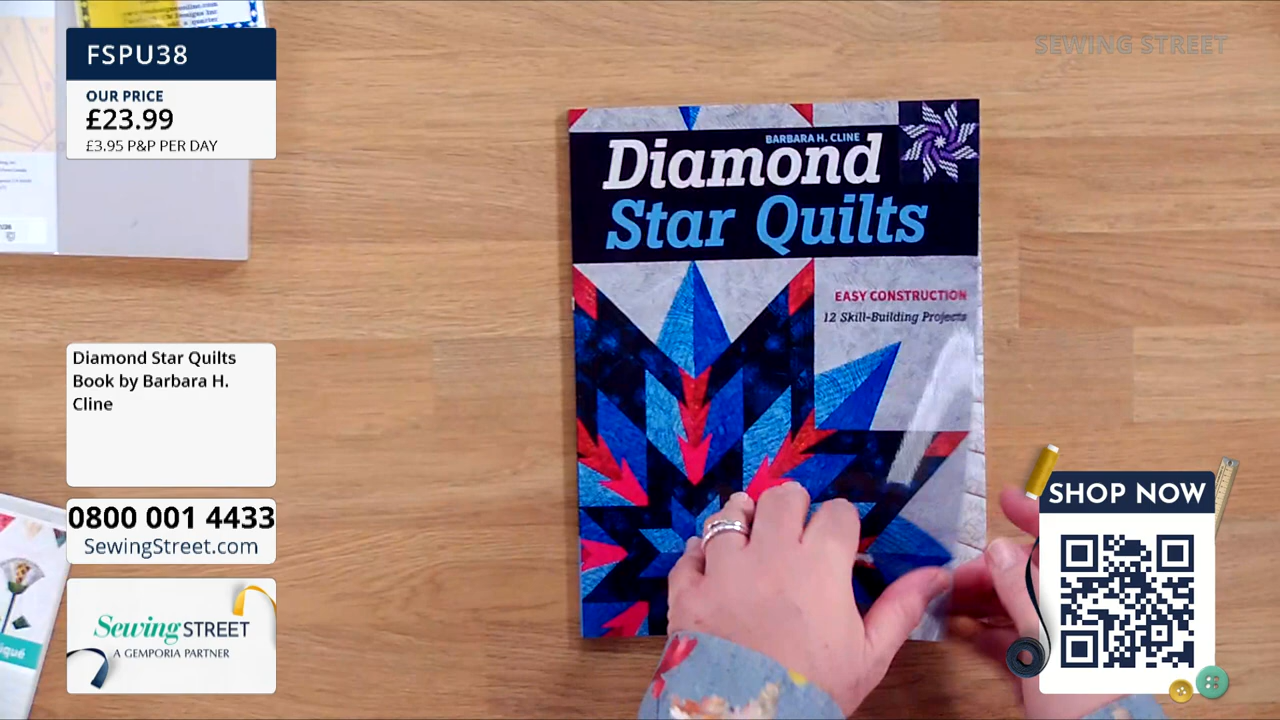 FSPU38
OUR PRICE
£23.99
£3.95 P&P PER DAY
Diamond Star Quilts
Book by Barbara H.
Cline
0800 001 4433
SewingStreet.com
Sewing STREET
A GEMPORIA PARTNER
SEWING STREET
BARBARA H. CLINE
Diamond
Star Quilts
EASY CONSTRUCTION
12 Skill-Building Projects
SHOP NOW